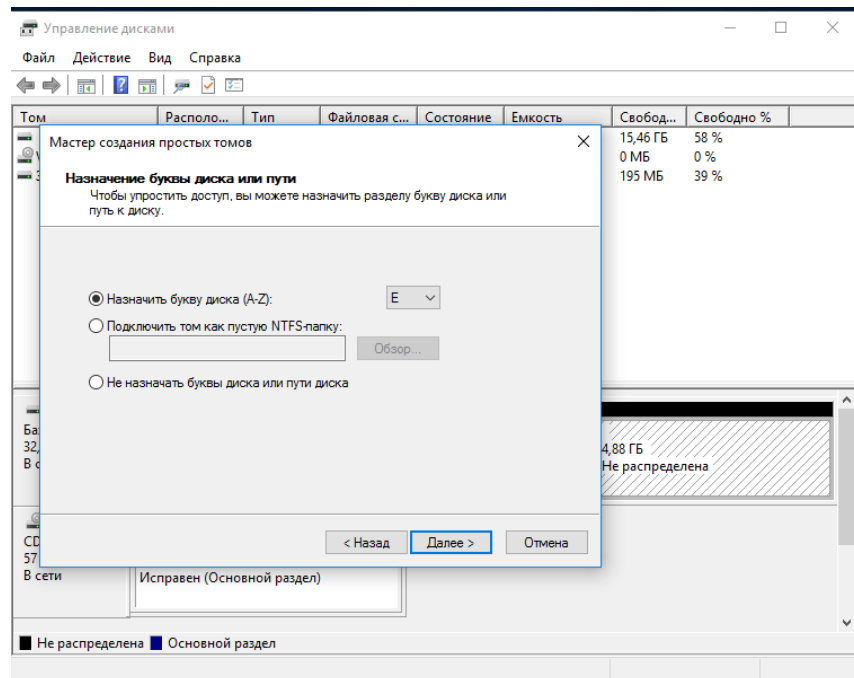 Управление дисками
Файл Действие Вид Справка
Том Располо... Тип Файловая с... Состояние Емкость Свобод... Свободно %
15,46 ГБ 58 %
0 МБ 0 %
195 МБ 39 %
Мастер создания простых томов
Назначение буквы диска или пути
Чтобы упростить доступ, вы можете назначить разделу букву диска или
путь к диску.
Назначить букву диска (A-Z): E
Подключить том как пустую NTFS-папку:
Обзор...
Не назначать буквы диска или пути диска
< Назад Далее > Отмена
Ба
32,
В с
4,88 ГБ
Не распределена
CD
57
В сети
Исправен (Основной раздел)
Не распределена Основной раздел